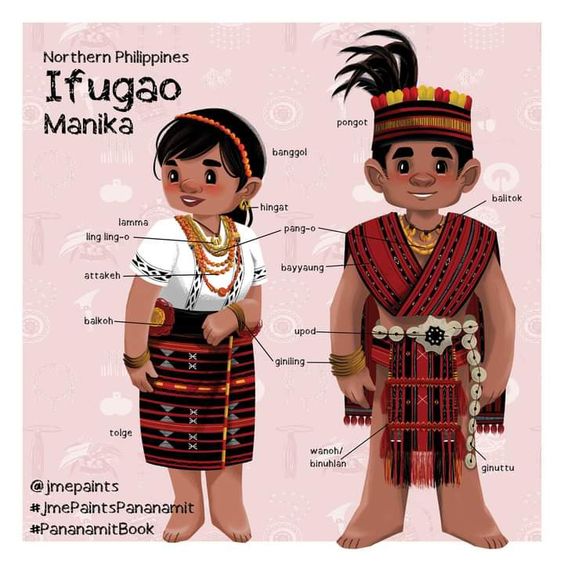 Northern Philippines
Ifugao
Manika
pongot
banggol
balitok
hingat
lamma
pang-o
ling ling-o
attakeh
bayyaung
balkoh
upod
giniling
tolge
wanoh/
binuhlan
ginuttu
@jmepaints
#JmePaintsPananamit
#PananamitBook